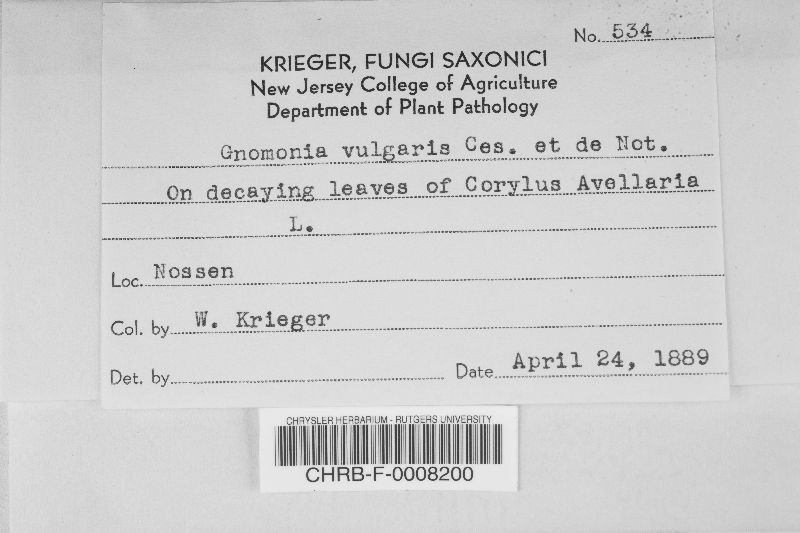 No. 534
KRIEGER, FUNGI SAXONICI
New Jersey College of Agriculture
Department of Plant Pathology
Gnomonia vulgaris Ces. et de Not.
On decaying leaves of Corylus Avellaria
L.
Loc. Nossen
Col. by W. Krieger
Det. by Date April 24, 1889
CHRYSLER HERBARIUM - RUTGERS UNIVERSITY
CHRB-F-0008200